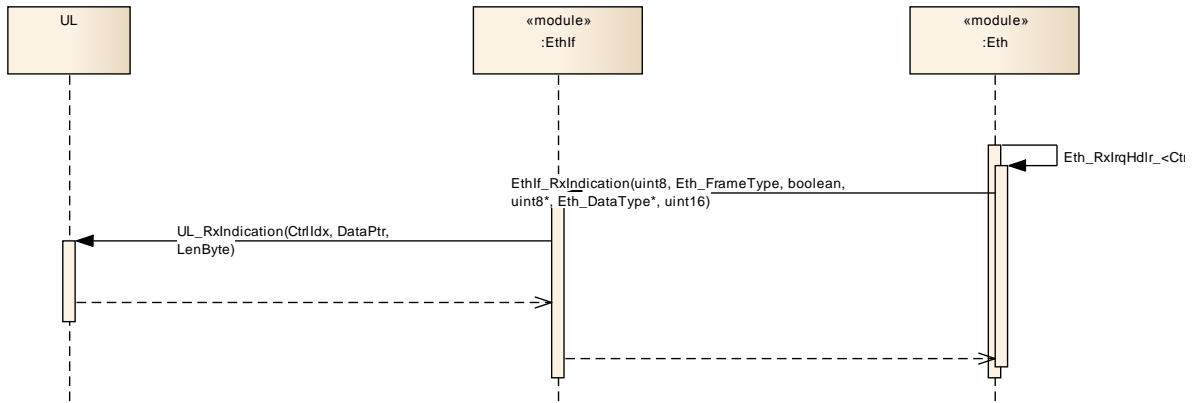 UL
«module»
:EthIf
«module»
:Eth
Eth_RxIrqHdlr_<Ctr
EthIf_RxIndication(uint8, Eth_FrameType, boolean,
uint8*, Eth_DataType*, uint16)
UL_RxIndication(CtrlIdx, DataPtr,
LenByte)